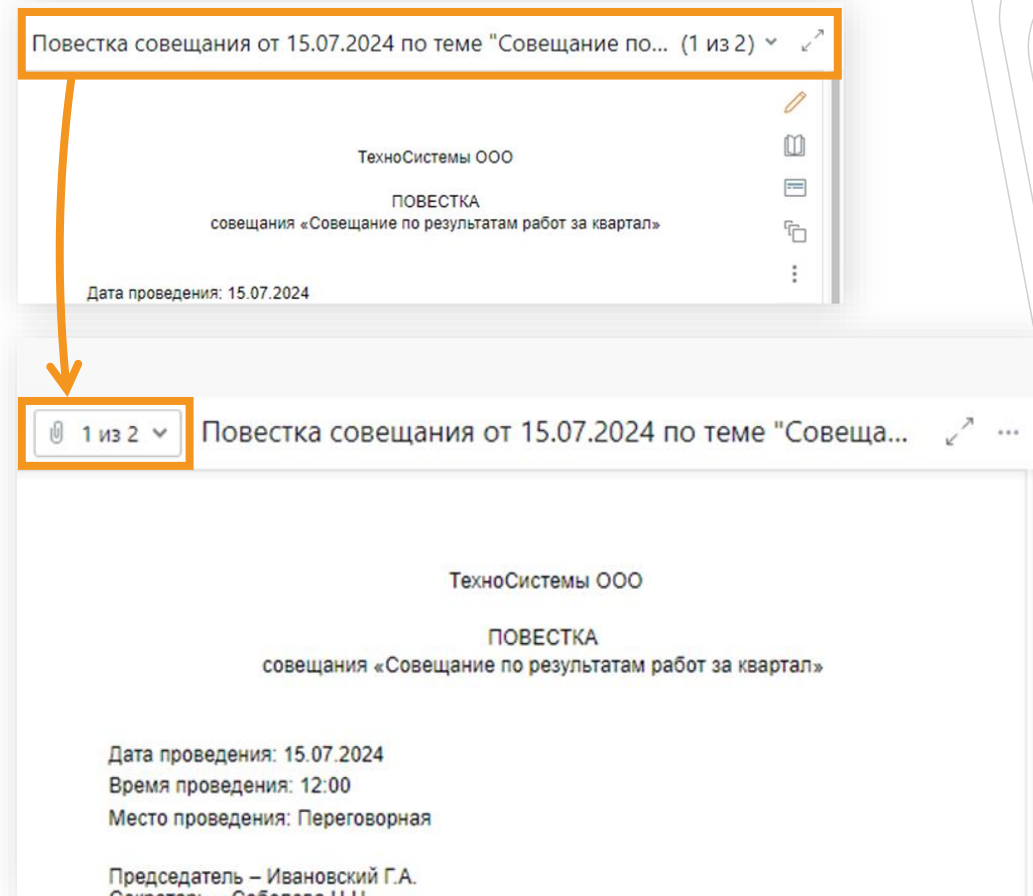 Повестка совещания от 15.07.2024 по теме "Совещание по... (1 из 2)
ТехноСистемы ООО
ПОВЕСТКА
совещания «Совещание по результатам работ за квартал»
Дата проведения: 15.07.2024
1 из 2 Повестка совещания от 15.07.2024 по теме "Совеща...
ТехноСистемы ООО
ПОВЕСТКА
совещания «Совещание по результатам работ за квартал»
Дата проведения: 15.07.2024
Время проведения: 12:00
Место проведения: Переговорная
Председатель – Ивановский Г.А.